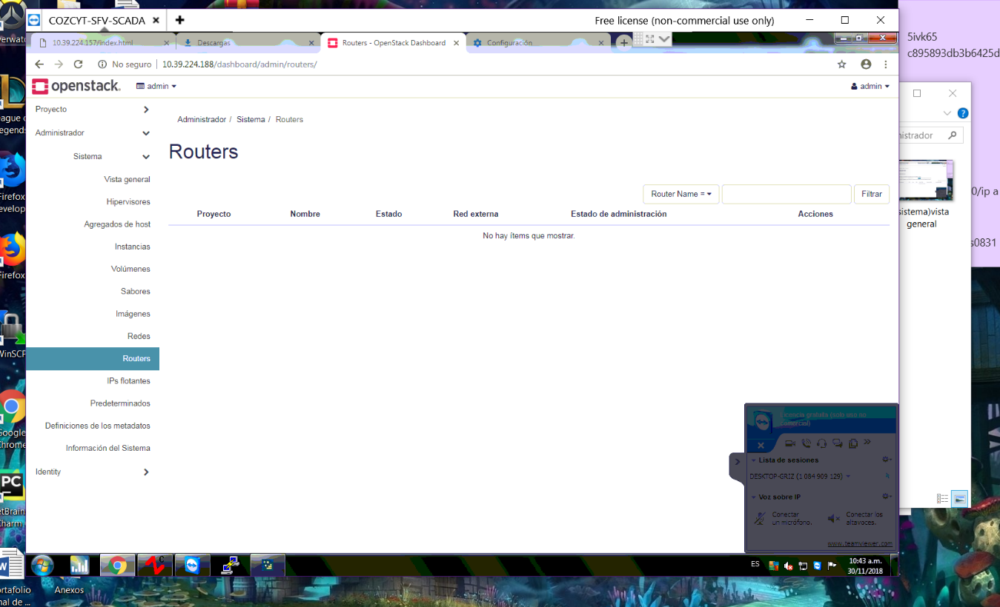 COZCYT-SFV-SCADA
Free license (non-commercial use only)
10.39.224.157/index.html
Descargas
Routers - OpenStack Dashboard
Configuración
No seguro
10.39.224.188/dashboard/admin/routers/
openstack.
admin
admin
Proyecto
Administrador
Sistema
Vista general
Hipervisores
Agregados de host
Instancias
Volúmenes
Sabores
Imágenes
Redes
Routers
IPs flotantes
Predeterminados
Definiciones de los metadatos
Información del Sistema
Identity
Administrador / Sistema / Routers
Routers
Router Name =
Filtrar
Proyecto Nombre Estado Red externa Estado de administración Acciones
No hay ítems que mostrar.
Licencia gratuita (solo uso no
comercial)
Lista de sesiones
DESKTOP-GRIZ (1 084 909 129)
Voz sobre IP
Conectar
un micrófono.
Conectar los
altavoces.
www.teamviewer.com
ES
10:43 a.m.
30/11/2018
5ivk65
c895893db3b6425d
nistrador
0/ip a
sistema)vista
general
s0831
erwatc
eague o
egends
Firefox
evelop
Firefox
WinSCP
Google
Chrome
PC
etBrain
Charm
W
ortafolio
nal de ...
Anexos